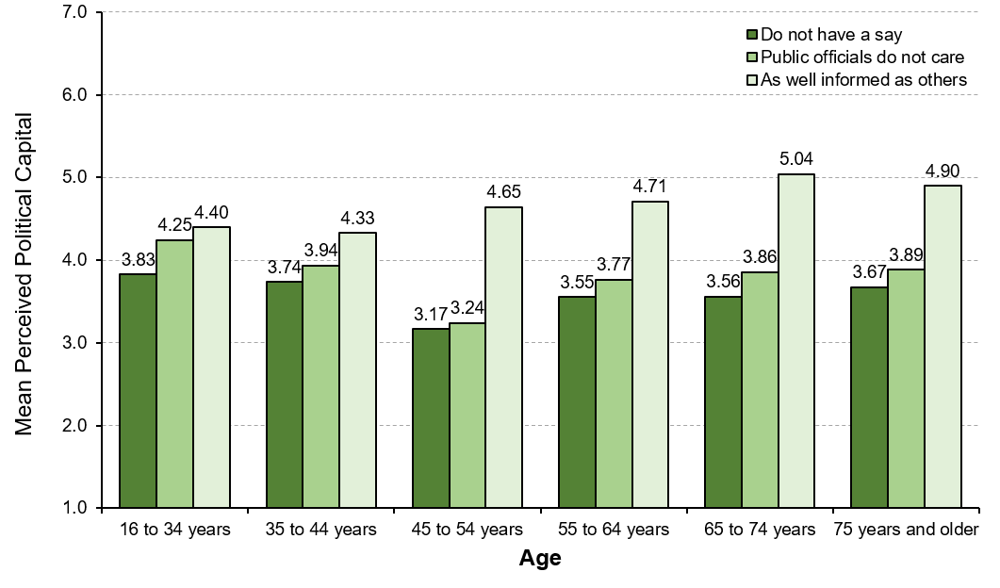 Mean Perceived Political Capital
7.0
6.0
5.0
4.0
3.0
2.0
1.0
Do not have a say
Public officials do not care
As well informed as others
3.83
4.25
4.40
3.74
3.94
4.33
3.17
3.24
4.65
3.55
3.77
4.71
3.56
3.86
5.04
3.67
3.89
4.90
16 to 34 years
35 to 44 years
45 to 54 years
55 to 64 years
65 to 74 years
75 years and older
Age